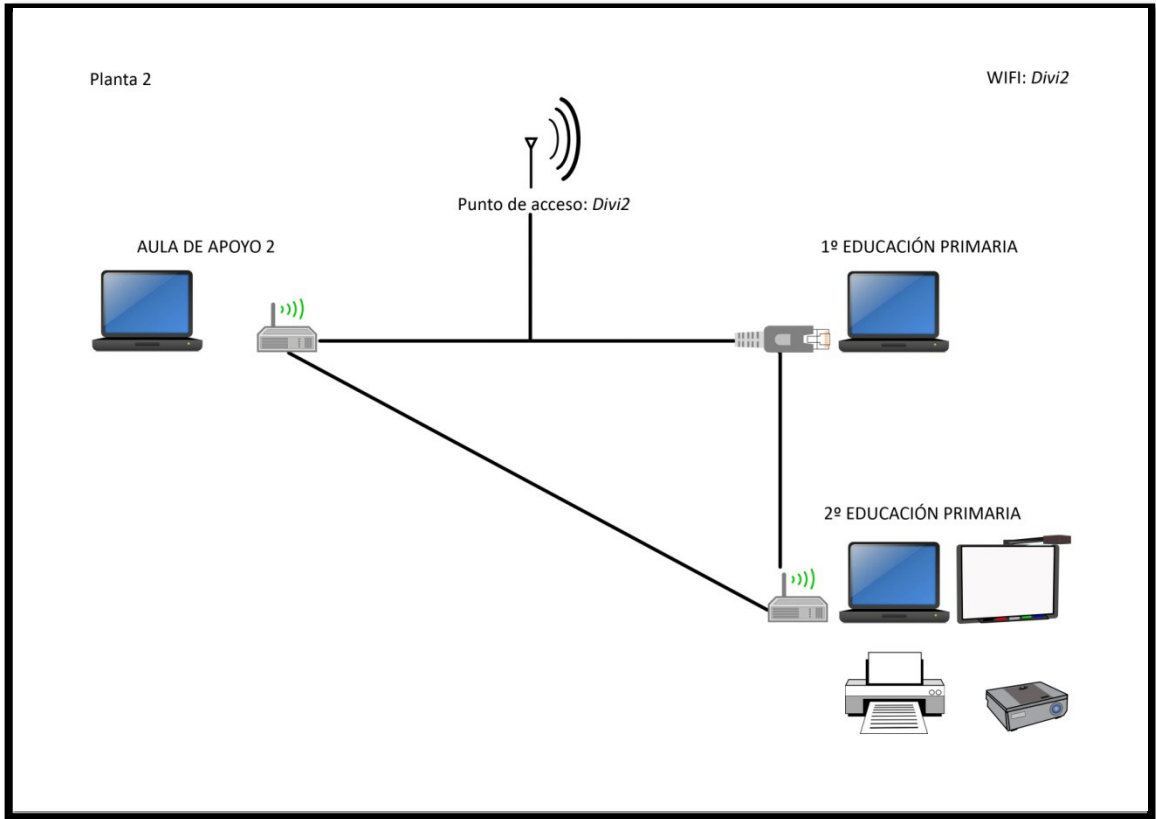 Planta 2
WIFI: Divi2
Punto de acceso: Divi2
AULA DE APOYO 2
1º EDUCACIÓN PRIMARIA
2º EDUCACIÓN PRIMARIA